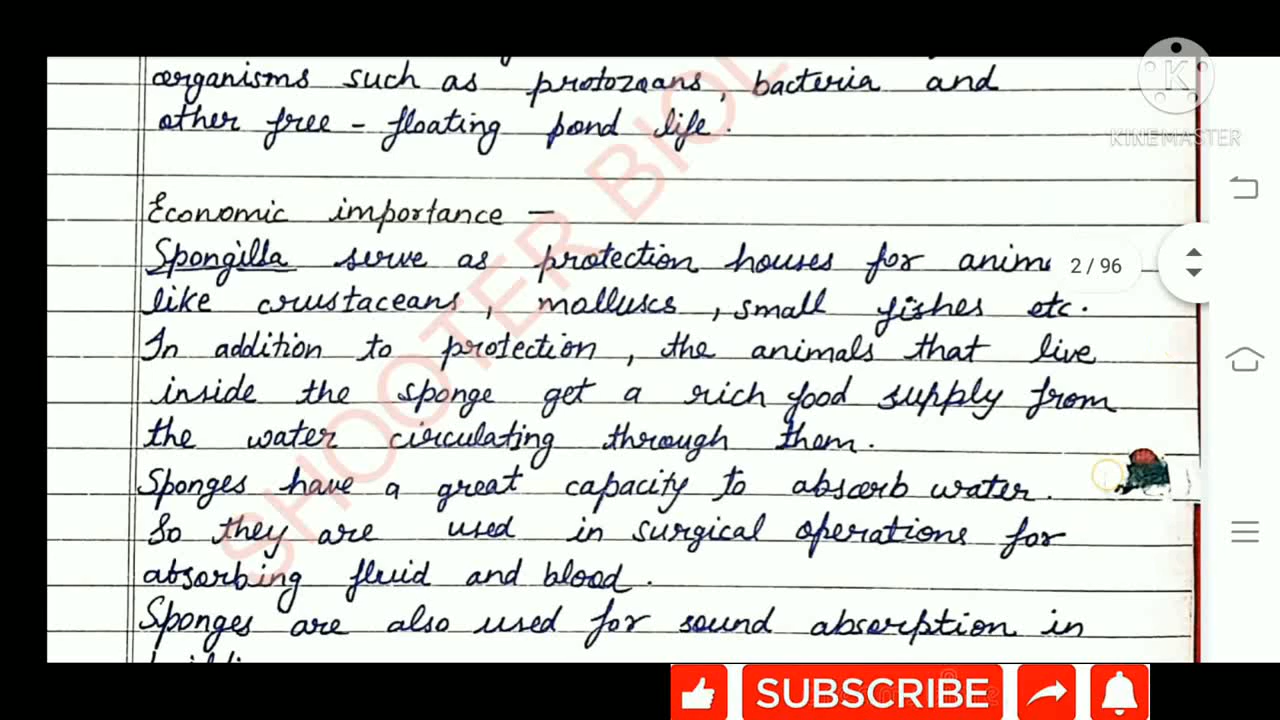 organisms such as protozoans, bacteria and
other free - floating pond life.
KINEMASTER
Economic importance —
Spongilla serve as protection houses for anim
2 / 96
like crustaceans, molluscs, small fishes etc.
In addition to protection, the animals that live
inside the sponge get a rich food supply from
the water circulating through them.
Sponges have a great capacity to absorb water.
So they are used in surgical operations for
absorbing fluid and blood.
Sponges are also used for sound absorption in
SHOOTER BIOL
SUBSCRIBE